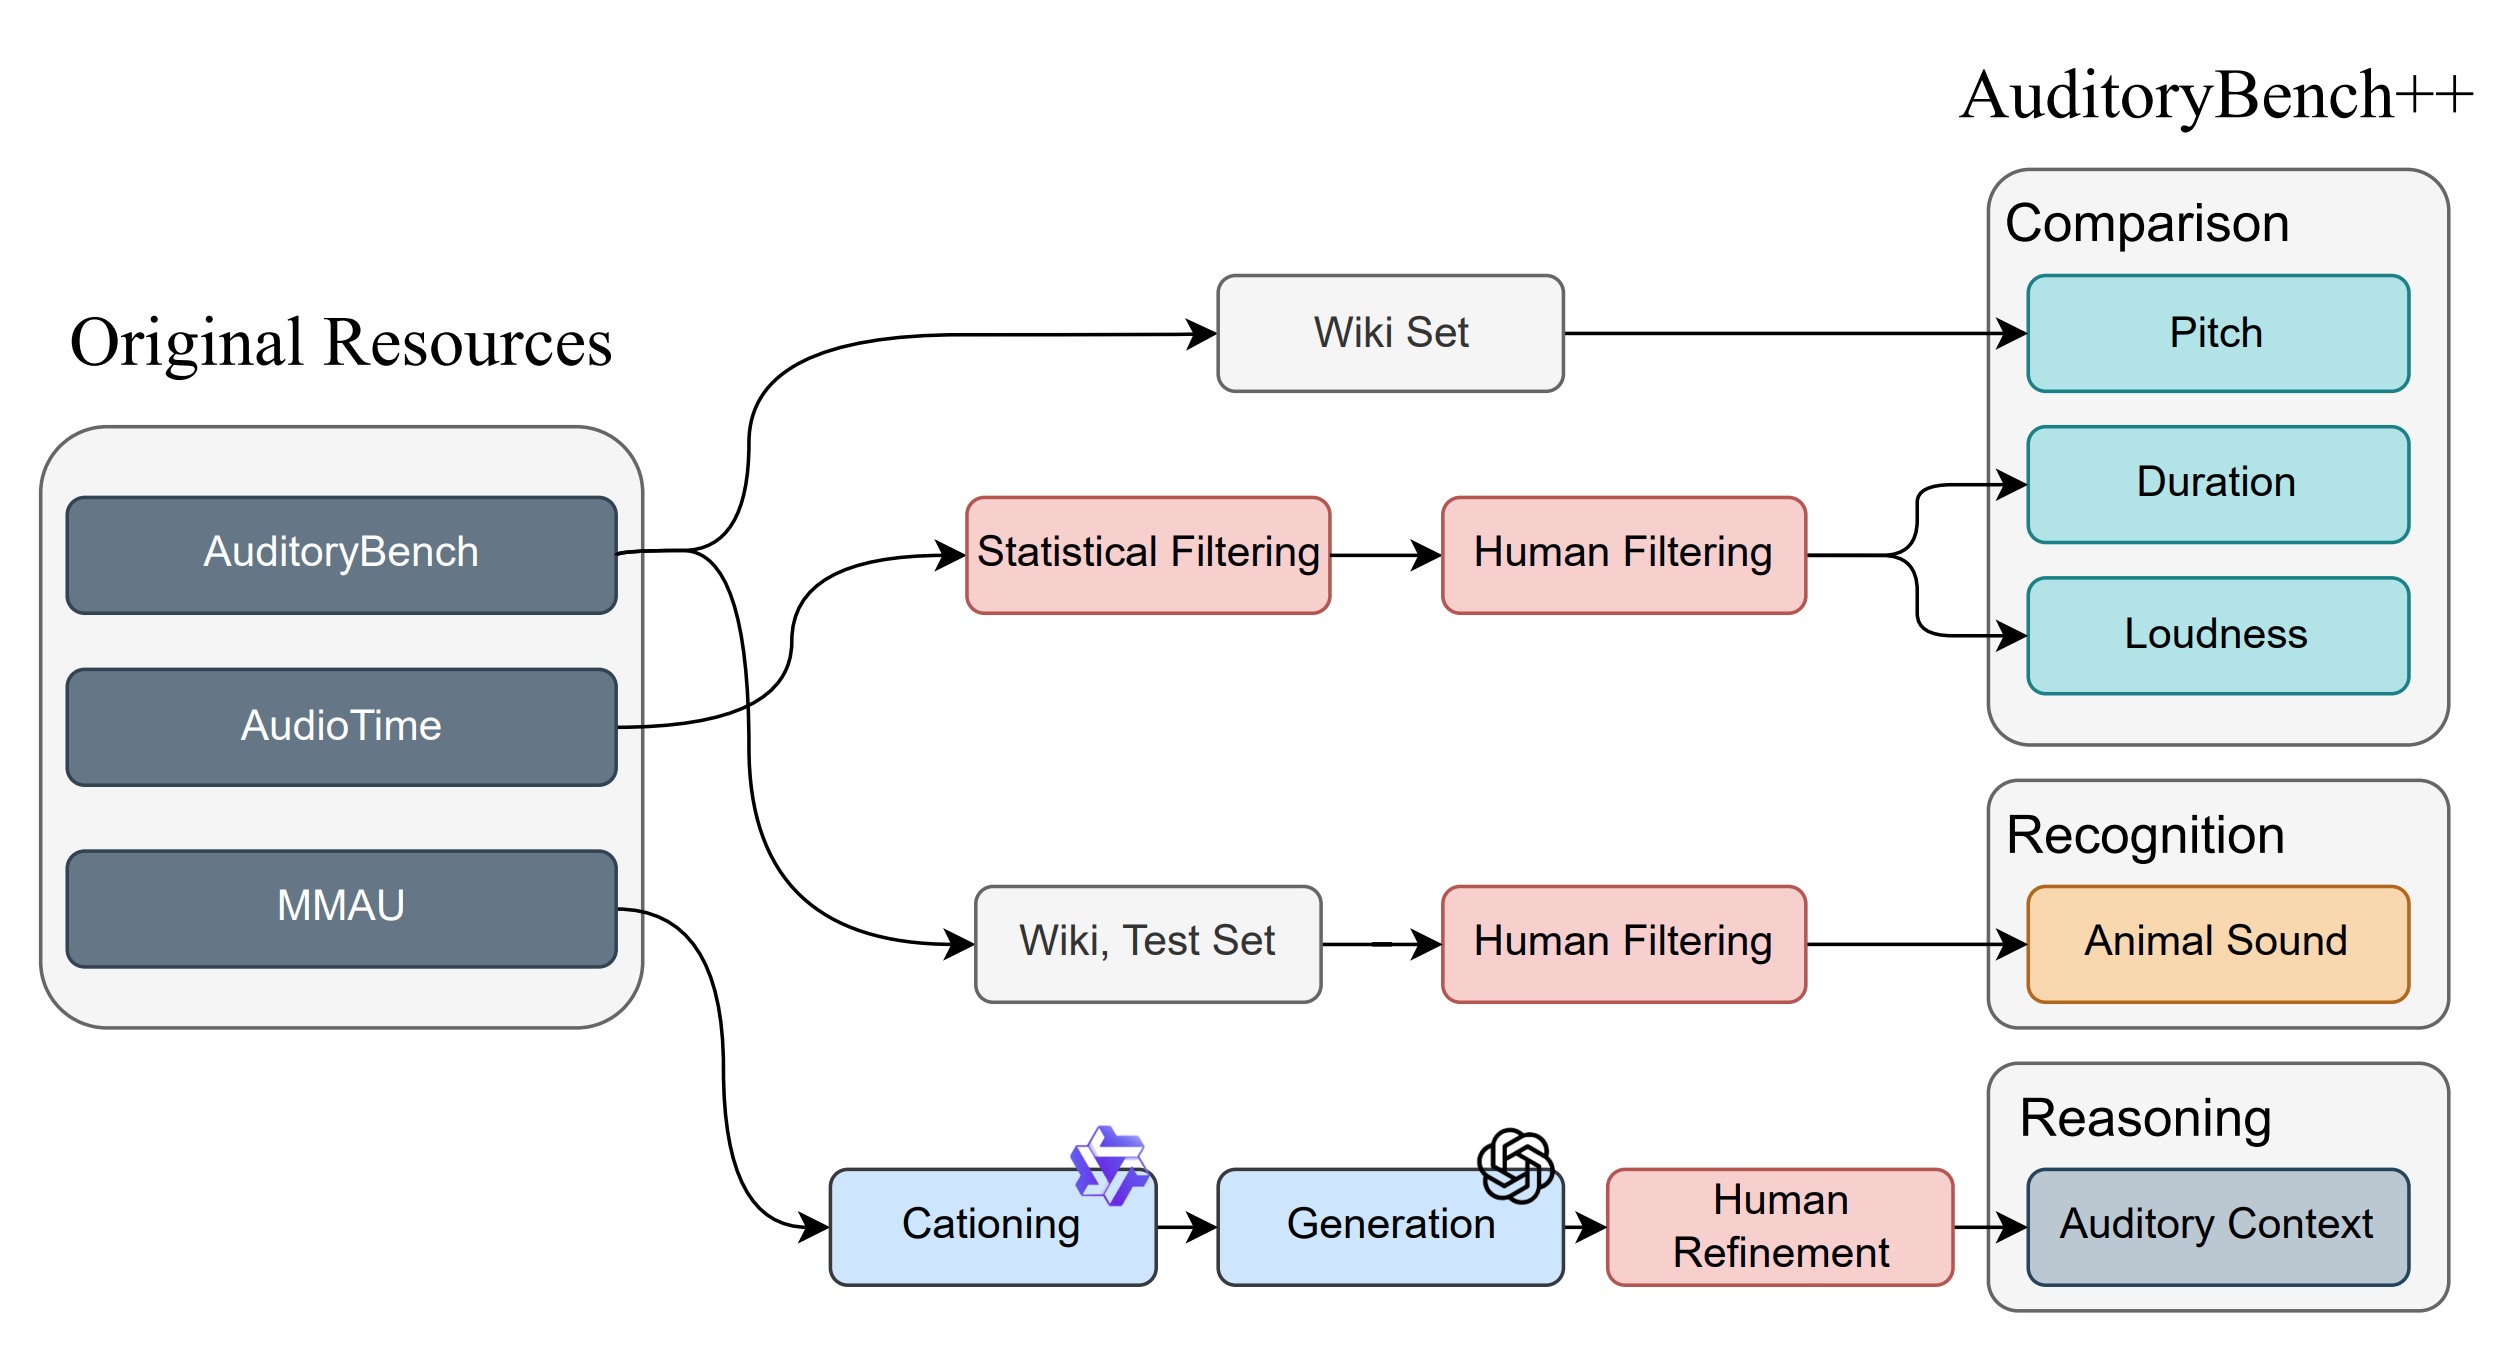 AuditoryBench++
Original Resources
AuditoryBench
AudioTime
MMAU
Wiki Set
Statistical Filtering
Human Filtering
Wiki, Test Set
Human Filtering
Cationing
Generation
Human
Refinement
Comparison
Pitch
Duration
Loudness
Recognition
Animal Sound
Reasoning
Auditory Context